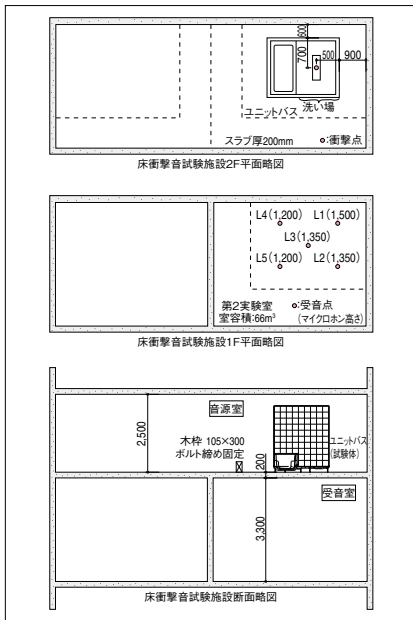 600
700
500
900
ユニットバス
洗い場
スラブ厚200mm
●:衝撃点
床衝撃音試験施設2F平面略図
L4(1,200)
L1(1,500)
L3(1,350)
L5(1,200)
L2(1,350)
第2実験室
●:受音点
室容積:66m³
(マイクロホン高さ)
床衝撃音試験施設1F平面略図
音源室
2,500
木枠 105×300
ボルト締め固定
200
ユニットバス
(試験体)
受音室
3,300
床衝撃音試験施設断面略図